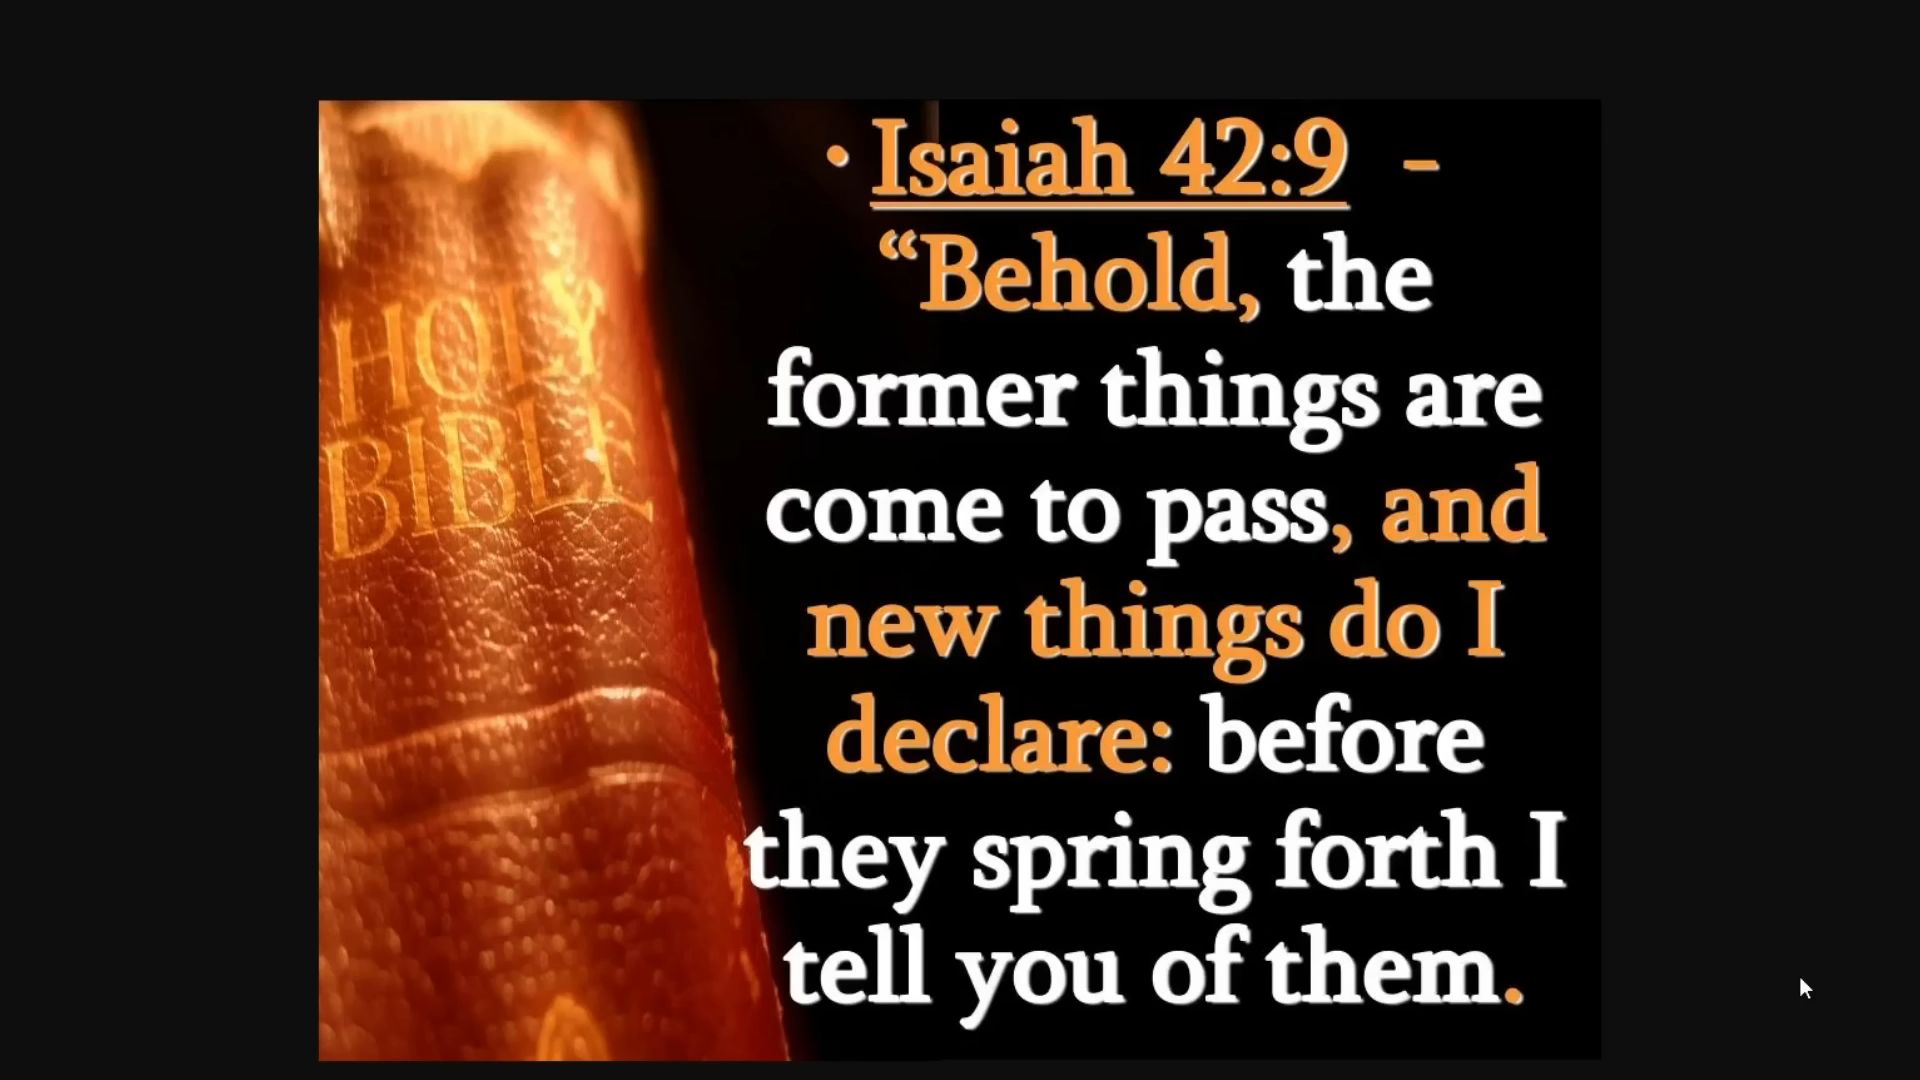 HOLY
BIBLE
• Isaiah 42:9 –
“Behold, the
former things are
come to pass, and
new things do I
declare: before
they spring forth I
tell you of them.